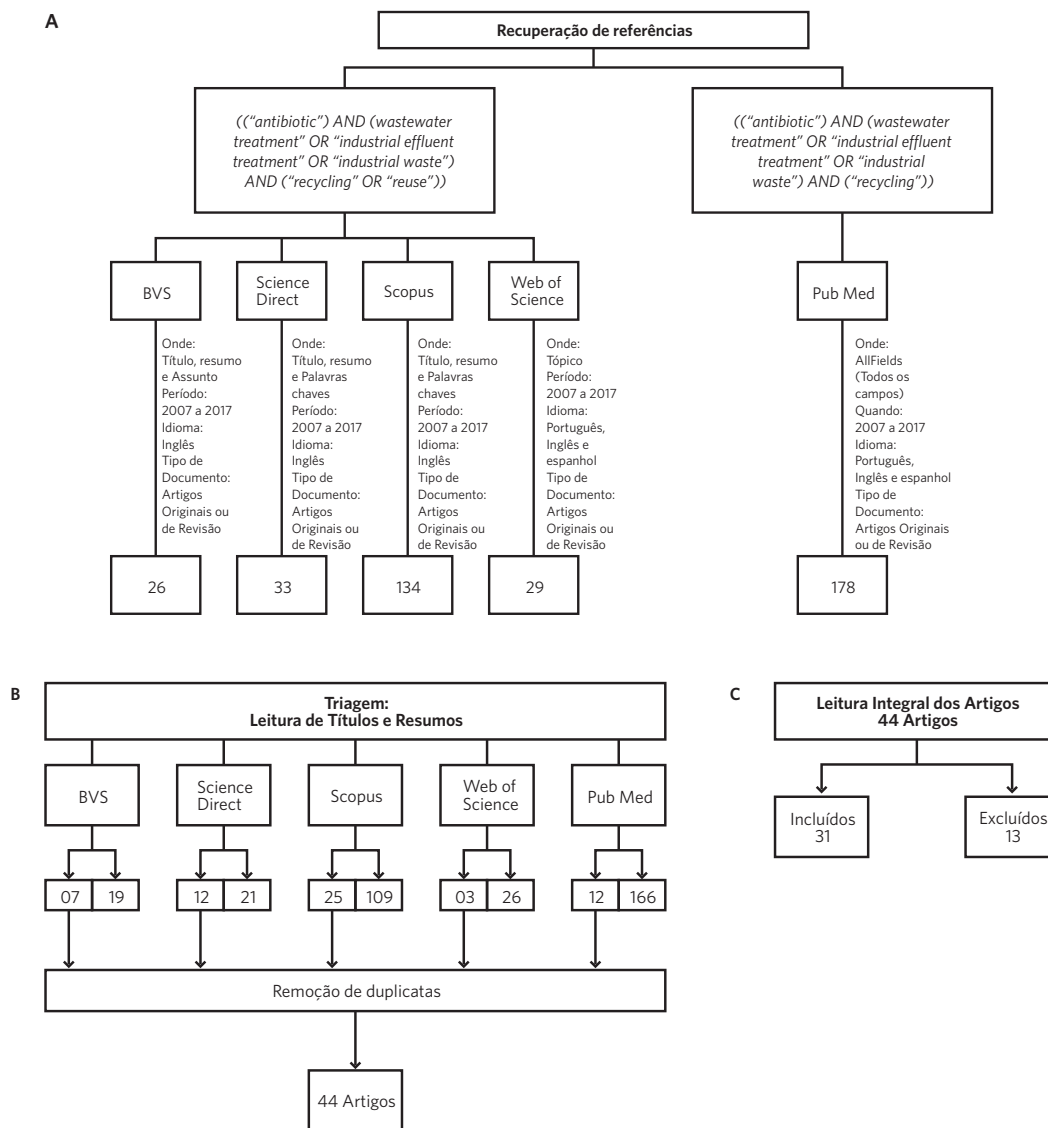 A
Recuperação de referências
((“antibiotic”) AND (wastewater
treatment” OR “industrial effluent
treatment” OR “industrial waste”)
AND (“recycling” OR “reuse”))
((“antibiotic”) AND (wastewater
treatment” OR “industrial effluent
treatment” OR “industrial
waste”) AND (“recycling”))
BVS
Science
Direct
Scopus
Web of
Science
Pub Med
Onde:
Título, resumo
e Assunto
Período:
2007 a 2017
Idioma:
Inglês
Tipo de
Documento:
Artigos
Originais ou
de Revisão
Onde:
Título, resumo
e Palavras
chaves
Período:
2007 a 2017
Idioma:
Inglês
Tipo de
Documento:
Artigos
Originais ou
de Revisão
Onde:
Título, resumo
e Palavras
chaves
Período:
2007 a 2017
Idioma:
Inglês
Tipo de
Documento:
Artigos
Originais ou
de Revisão
Onde:
Tópico
Período:
2007 a 2017
Idioma:
Português,
Inglês e
espanhol
Tipo de
Documento:
Artigos
Originais ou
de Revisão
Onde:
AllFields
(Todos os
campos)
Quando:
2007 a 2017
Idioma:
Português,
Inglês e espanhol
Tipo de
Documento:
Artigos Originais
ou de Revisão
26
33
134
29
178
B
Triagem:
Leitura de Títulos e Resumos
BVS
Science
Direct
Scopus
Web of
Science
Pub Med
07 19
12 21
25 109
03 26
12 166
Remoção de duplicatas
44 Artigos
C
Leitura Integral dos Artigos
44 Artigos
Incluídos
31
Excluídos
13